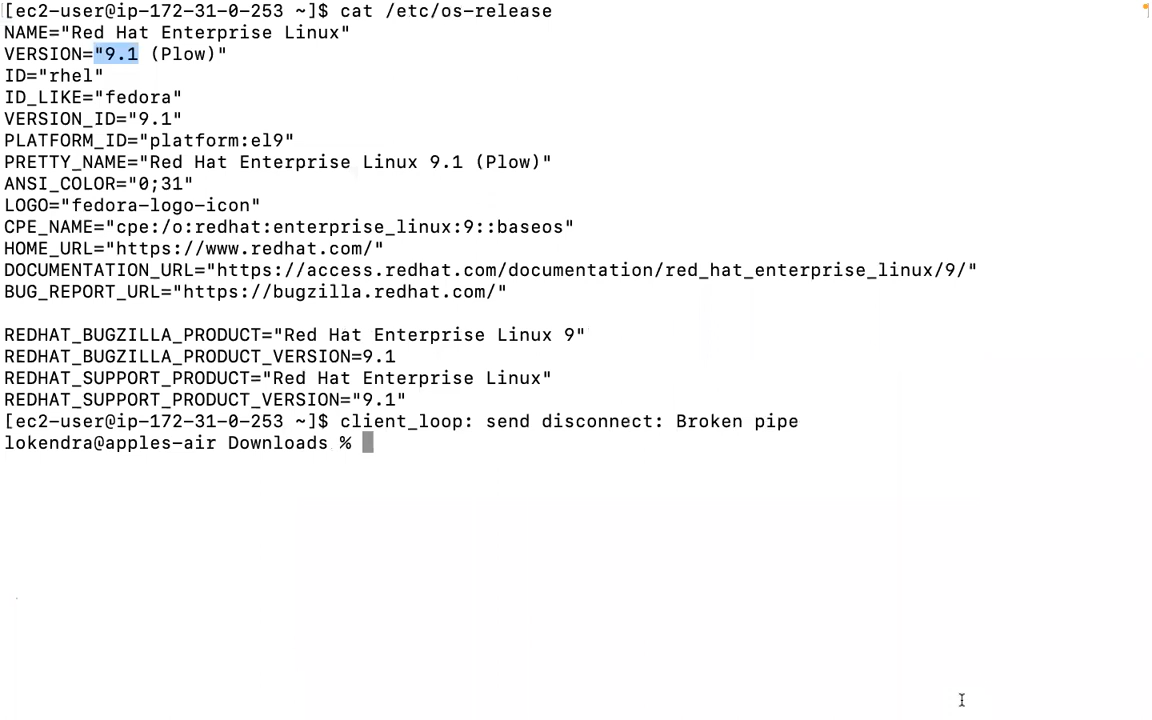 [ec2-user@ip-172-31-0-253 ~]$ cat /etc/os-release
NAME="Red Hat Enterprise Linux"
VERSION="9.1 (Plow)"
ID="rhel"
ID_LIKE="fedora"
VERSION_ID="9.1"
PLATFORM_ID="platform:el9"
PRETTY_NAME="Red Hat Enterprise Linux 9.1 (Plow)"
ANSI_COLOR="0;31"
LOGO="fedora-logo-icon"
CPE_NAME="cpe:/o:redhat:enterprise_linux:9::baseos"
HOME_URL="https://www.redhat.com/"
DOCUMENTATION_URL="https://access.redhat.com/documentation/red_hat_enterprise_linux/9/"
BUG_REPORT_URL="https://bugzilla.redhat.com/"

REDHAT_BUGZILLA_PRODUCT="Red Hat Enterprise Linux 9"
REDHAT_BUGZILLA_PRODUCT_VERSION=9.1
REDHAT_SUPPORT_PRODUCT="Red Hat Enterprise Linux"
REDHAT_SUPPORT_PRODUCT_VERSION="9.1"
[ec2-user@ip-172-31-0-253 ~]$ client_loop: send disconnect: Broken pipe
lokendra@apples-air Downloads %